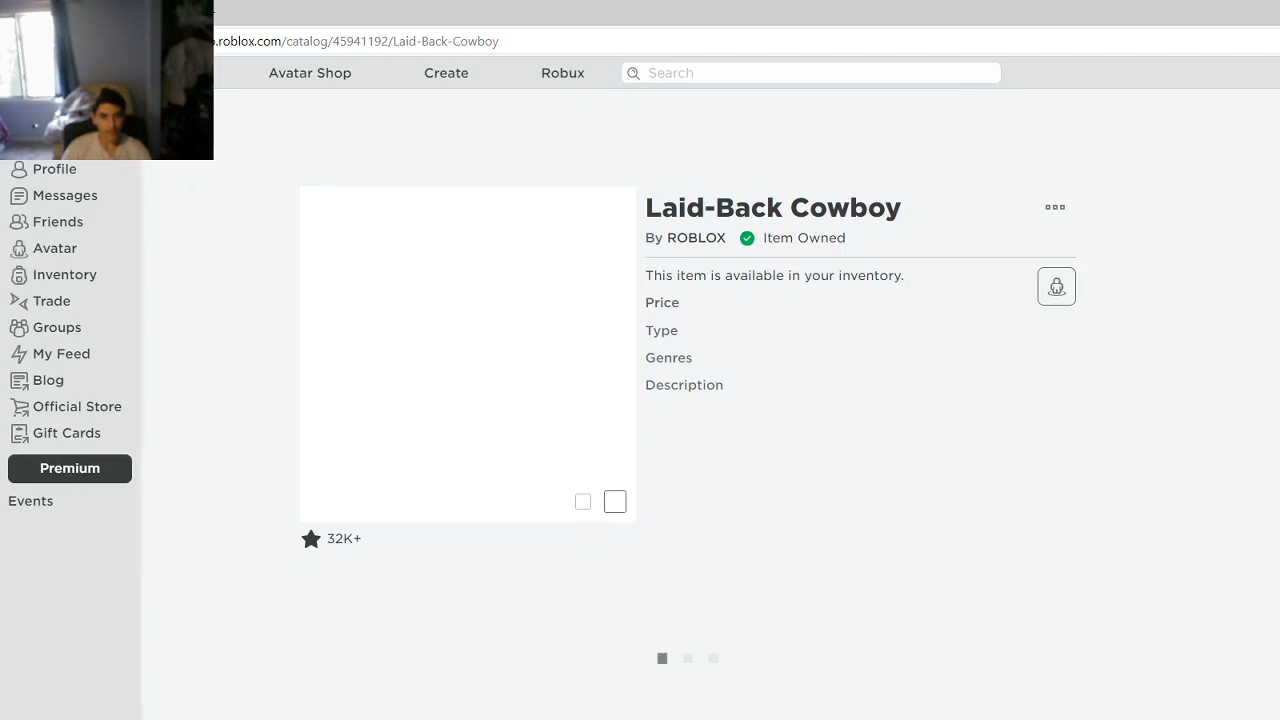 .roblox.com/catalog/45941192/Laid-Back-Cowboy
Avatar Shop Create Robux Search
Profile
Messages
Friends
Avatar
Inventory
Trade
Groups
My Feed
Blog
Official Store
Gift Cards
Premium
Events
Laid-Back Cowboy
By ROBLOX Item Owned
This item is available in your inventory.
Price
Type
Genres
Description
32K+